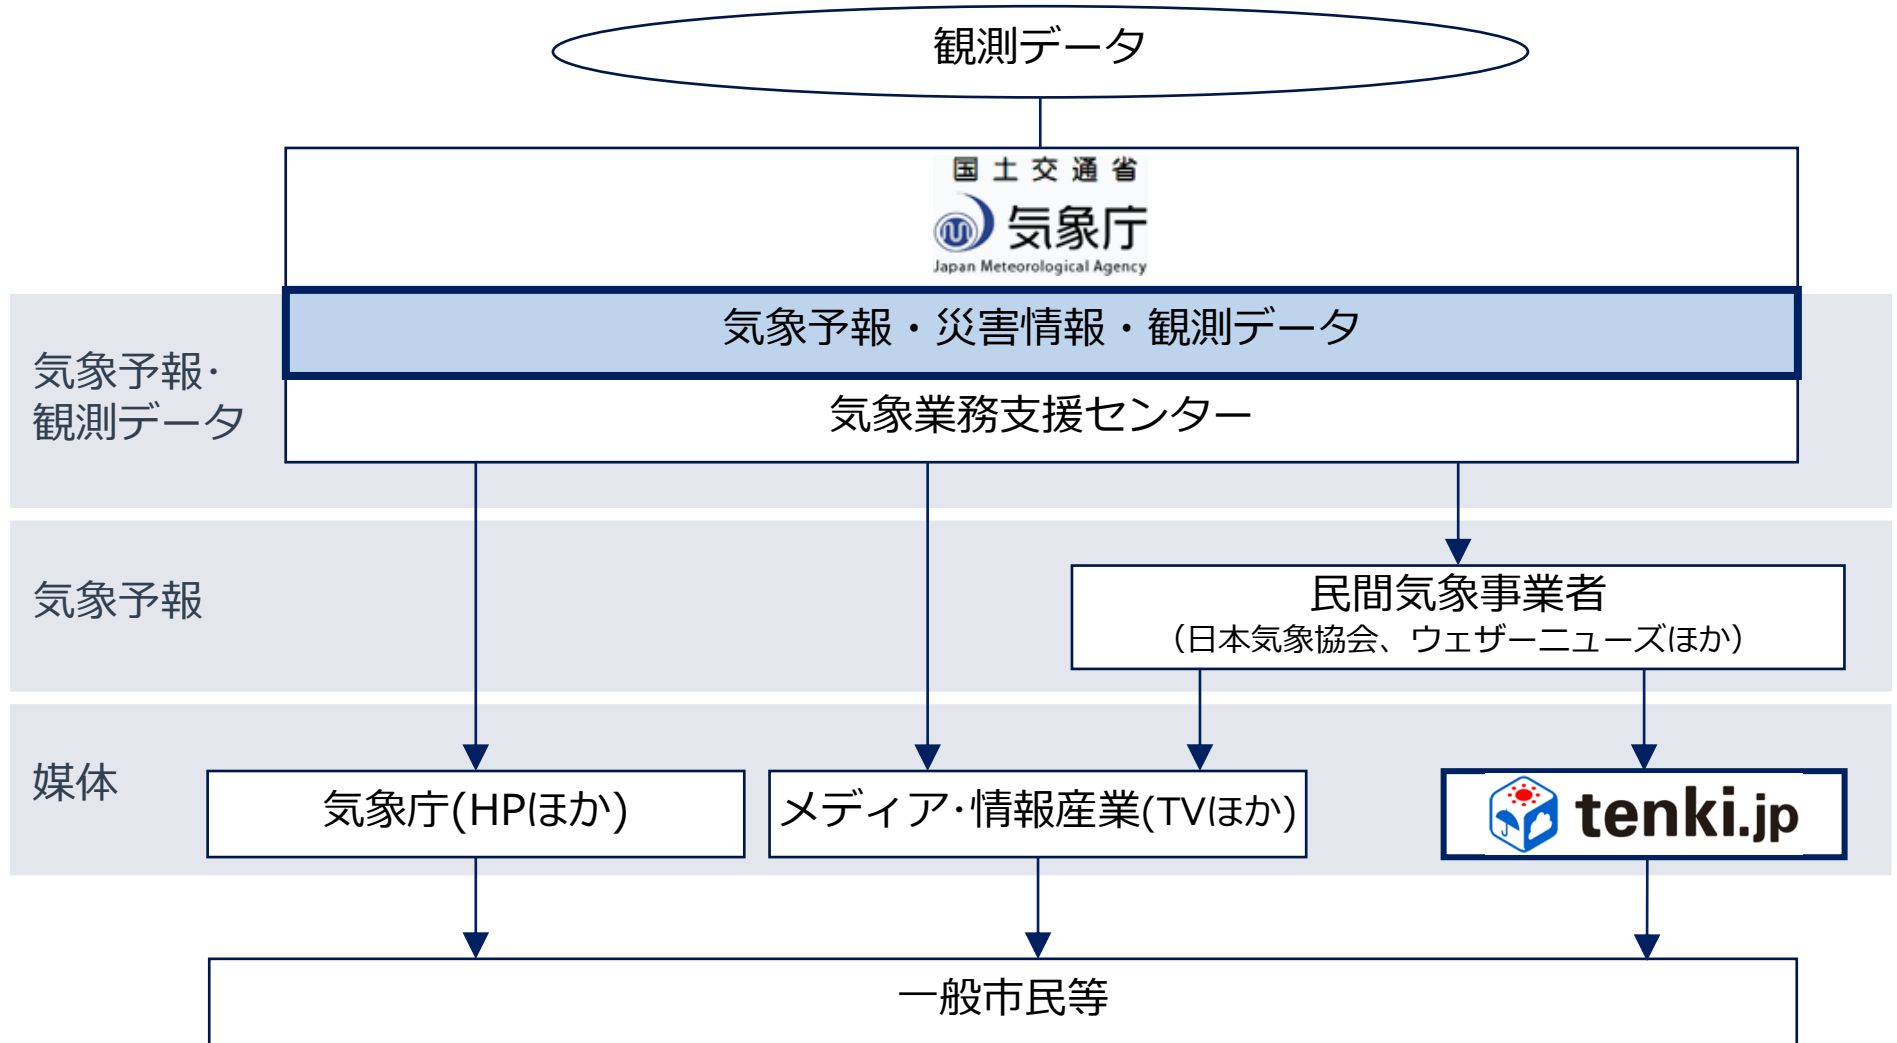 観測データ
国土交通省
気象庁
Japan Meteorological Agency
気象予報・災害情報・観測データ
気象予報･
観測データ
気象業務支援センター
気象予報
民間気象事業者
（日本気象協会、ウェザーニューズほか）
媒体
気象庁(HPほか)
メディア･情報産業(TVほか)
tenki.jp
一般市民等